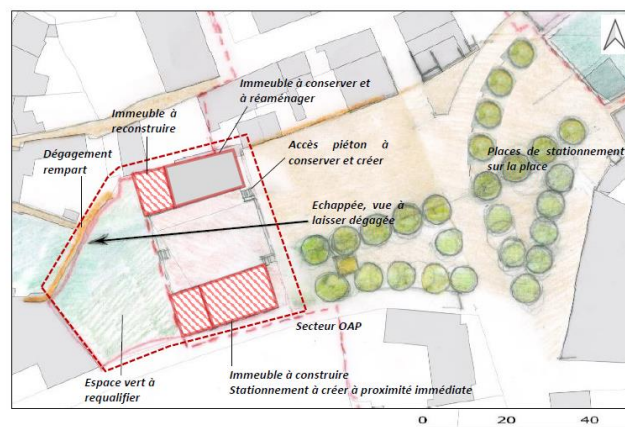 Immeuble à conserver et
à réaménager
Immeuble à
reconstruire
Accès piéton à
conserver et créer
Dégagement
rempart
Places de stationnement
sur la place
Echappée, vue à
laisser dégagée
Secteur OAP
Espace vert à
requalifier
Immeuble à construire
Stationnement à créer à proximité immédiate
0 20 40